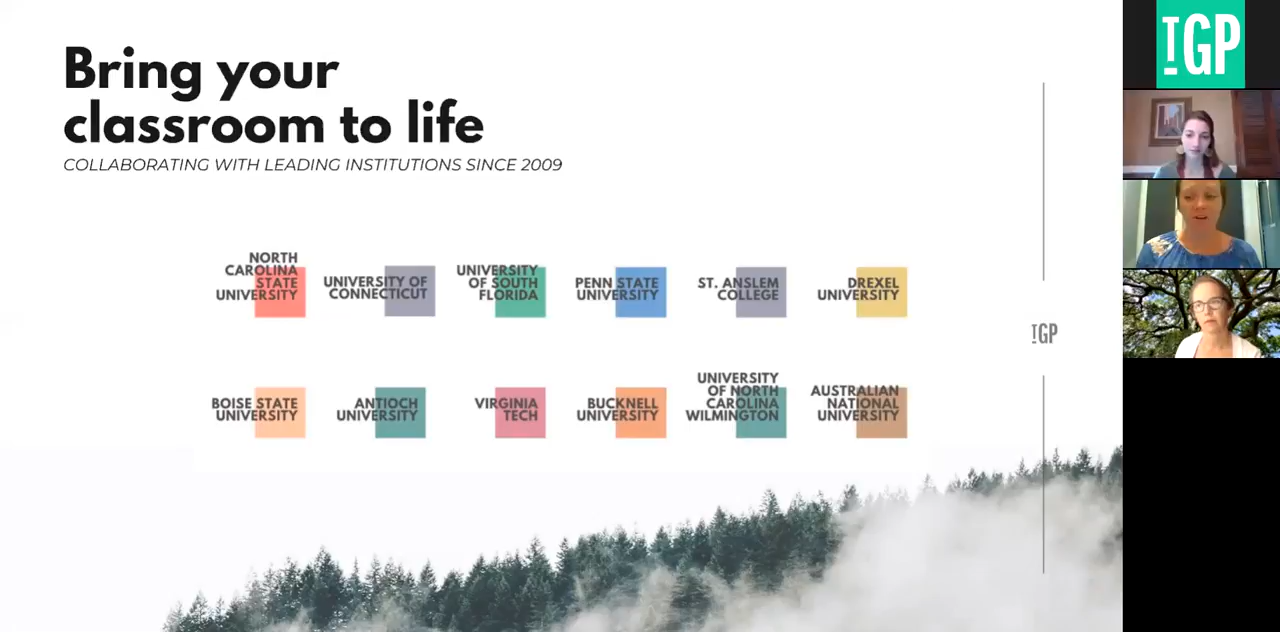 Bring your
classroom to life
COLLABORATING WITH LEADING INSTITUTIONS SINCE 2009
NORTH
CAROLINA
STATE
UNIVERSITY
UNIVERSITY OF
CONNECTICUT
UNIVERSITY
OF SOUTH
FLORIDA
PENN STATE
UNIVERSITY
ST. ANSLEM
COLLEGE
DREXEL
UNIVERSITY
BOISE STATE
UNIVERSITY
ANTIOCH
UNIVERSITY
VIRGINIA
TECH
BUCKNELL
UNIVERSITY
UNIVERSITY
OF NORTH
CAROLINA
WILMINGTON
AUSTRALIAN
NATIONAL
UNIVERSITY
TGP
TGP